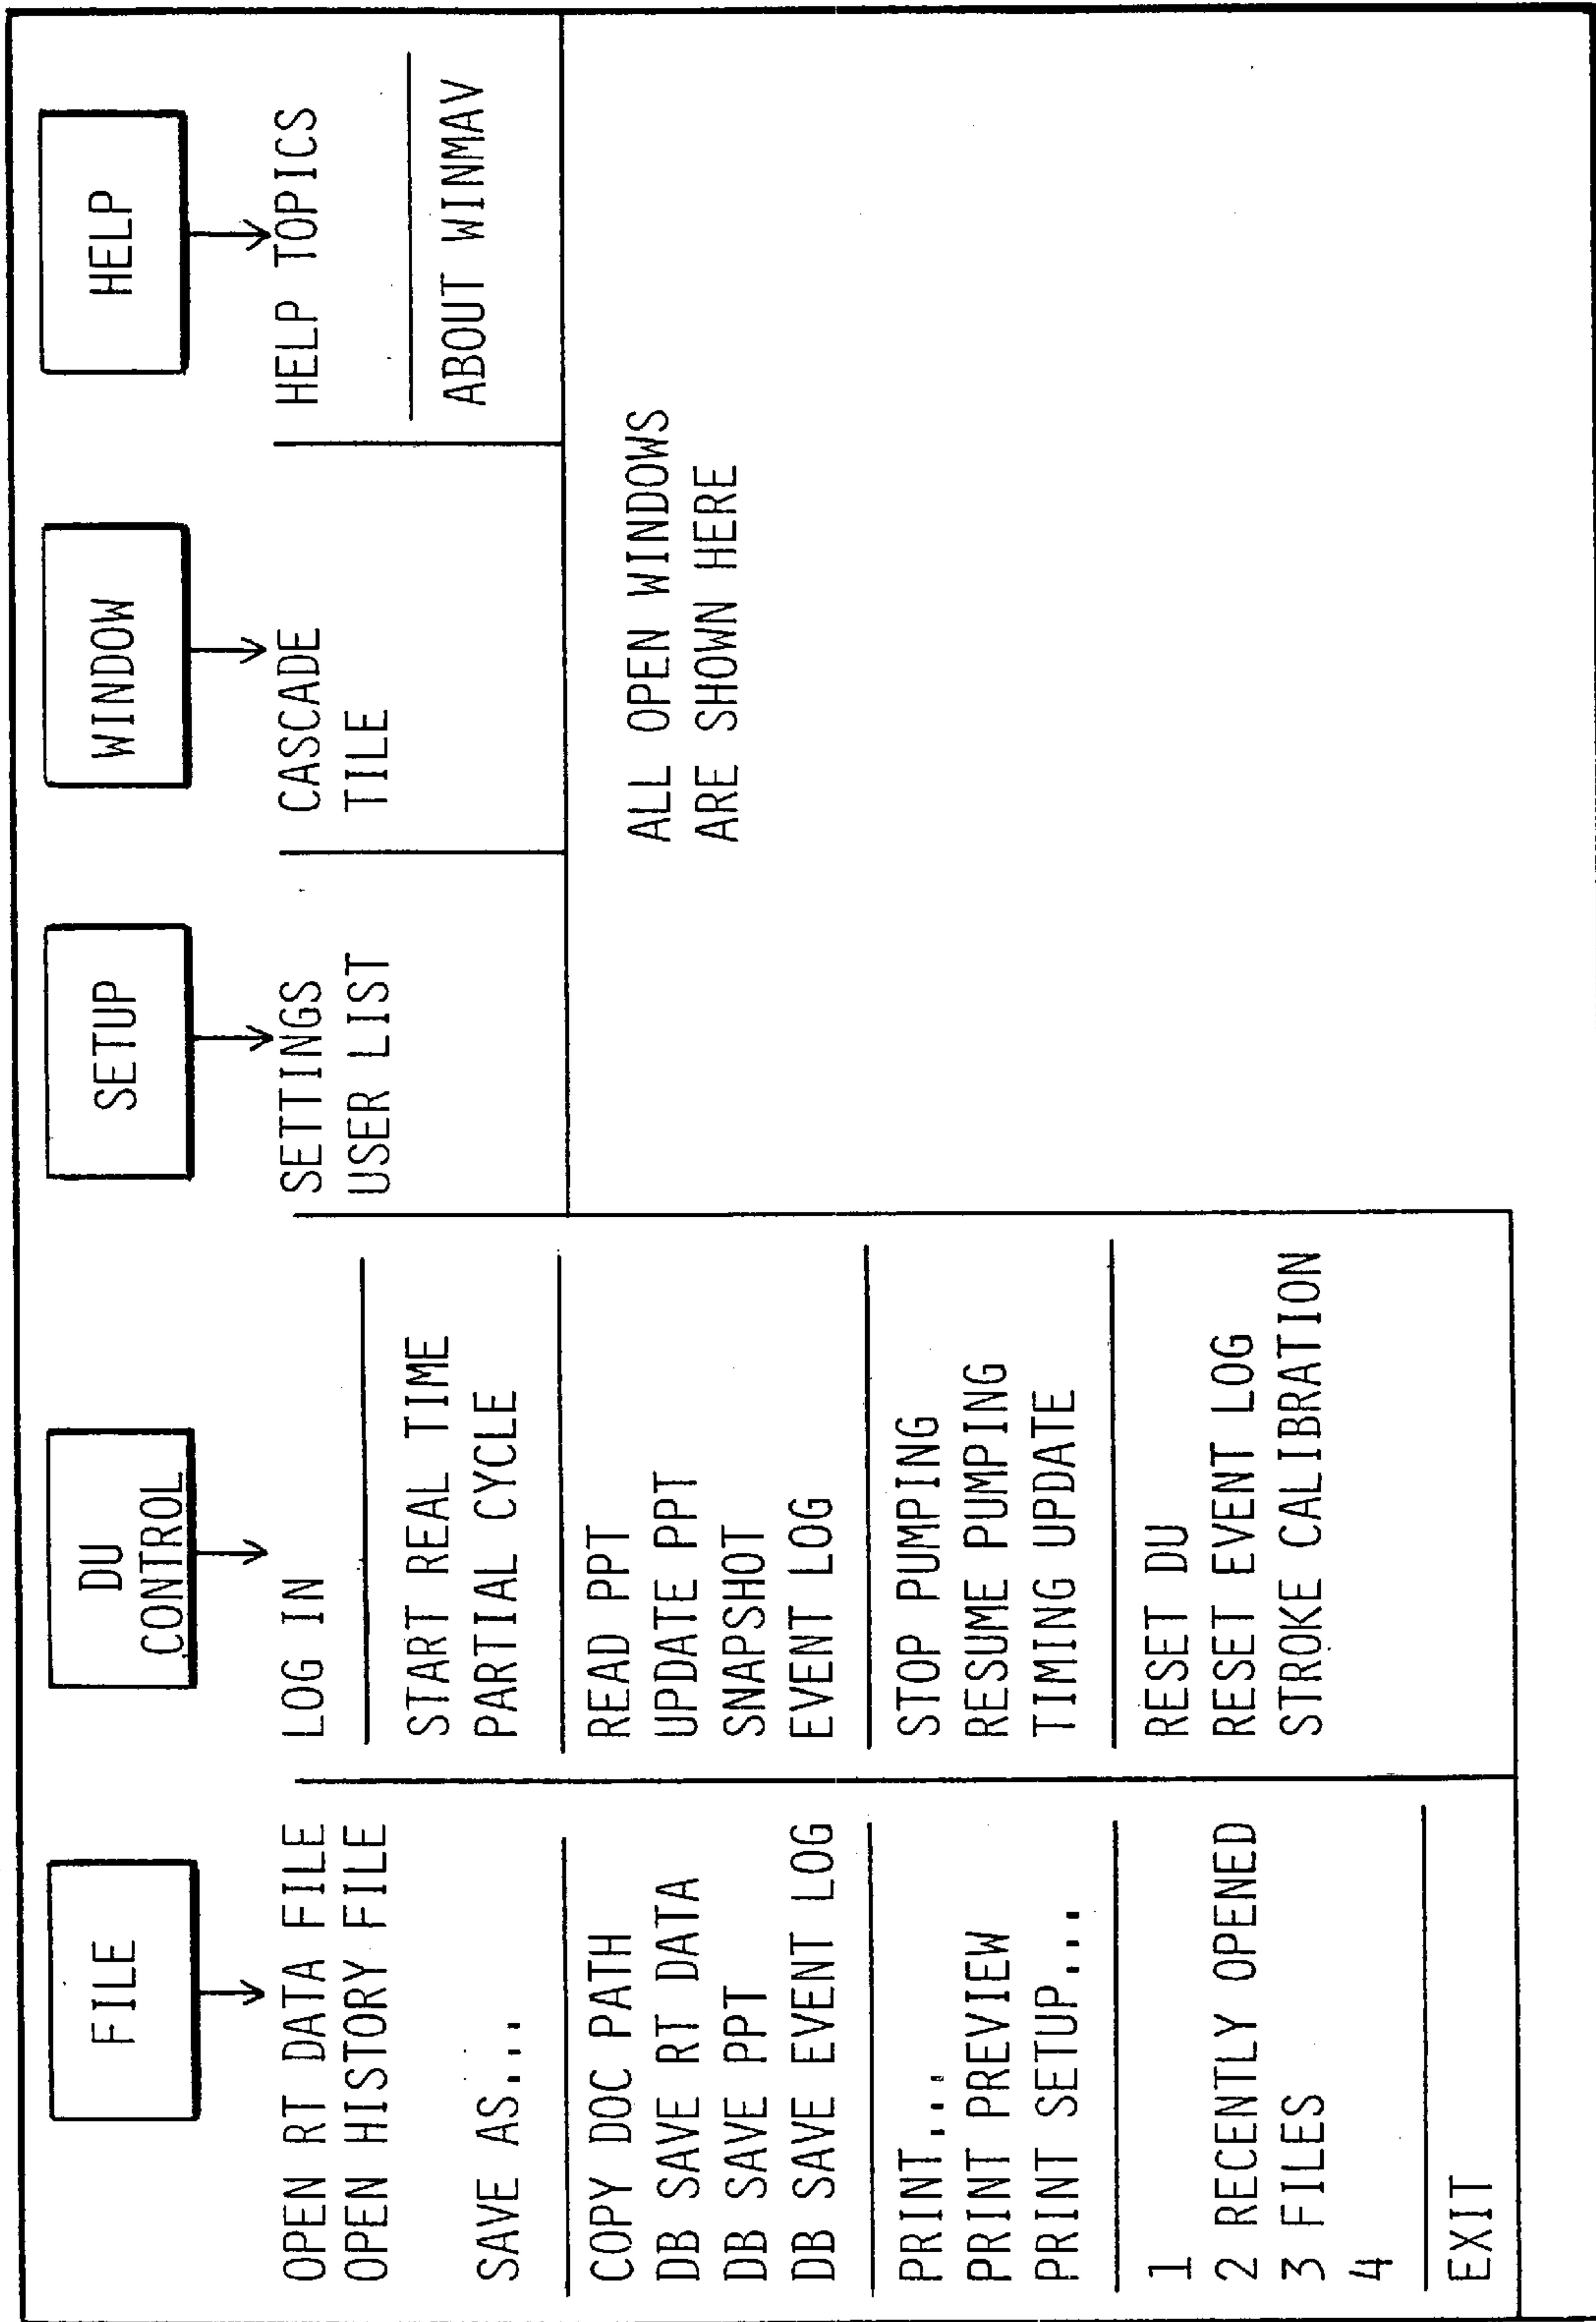 FILE
OPEN RT DATA FILE
OPEN HISTORY FILE
SAVE AS...
COPY DOC PATH
DB SAVE RT DATA
DB SAVE PPT
DB SAVE EVENT LOG
PRINT...
PRINT PREVIEW
PRINT SETUP...
1
2 RECENTLY OPENED
3 FILES
4
EXIT
DU
CONTROL
LOG IN
START REAL TIME
PARTIAL CYCLE
READ PPT
UPDATE PPT
SNAPSHOT
EVENT LOG
STOP PUMPING
RESUME PUMPING
TIMING UPDATE
RESET DU
RESET EVENT LOG
STROKE CALIBRATION
SETUP
SETTINGS
USER LIST
WINDOW
CASCADE
TILE
HELP
HELP TOPICS
ABOUT WINMAV
ALL OPEN WINDOWS
ARE SHOWN HERE